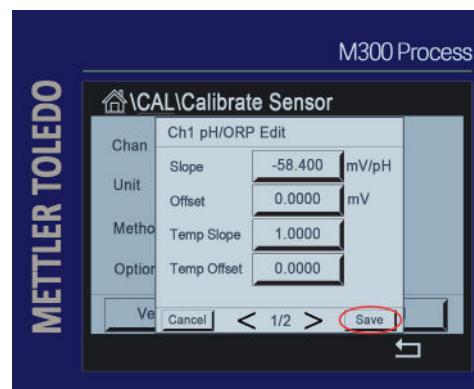 M300 Process
METTLER TOLEDO
\CAL\Calibrate Sensor
Chan
Unit
Metho
Option
Ve
Ch1 pH/ORP Edit
Slope -58.400 mV/pH
Offset 0.0000 mV
Temp Slope 1.0000
Temp Offset 0.0000
Cancel < 1/2 > Save